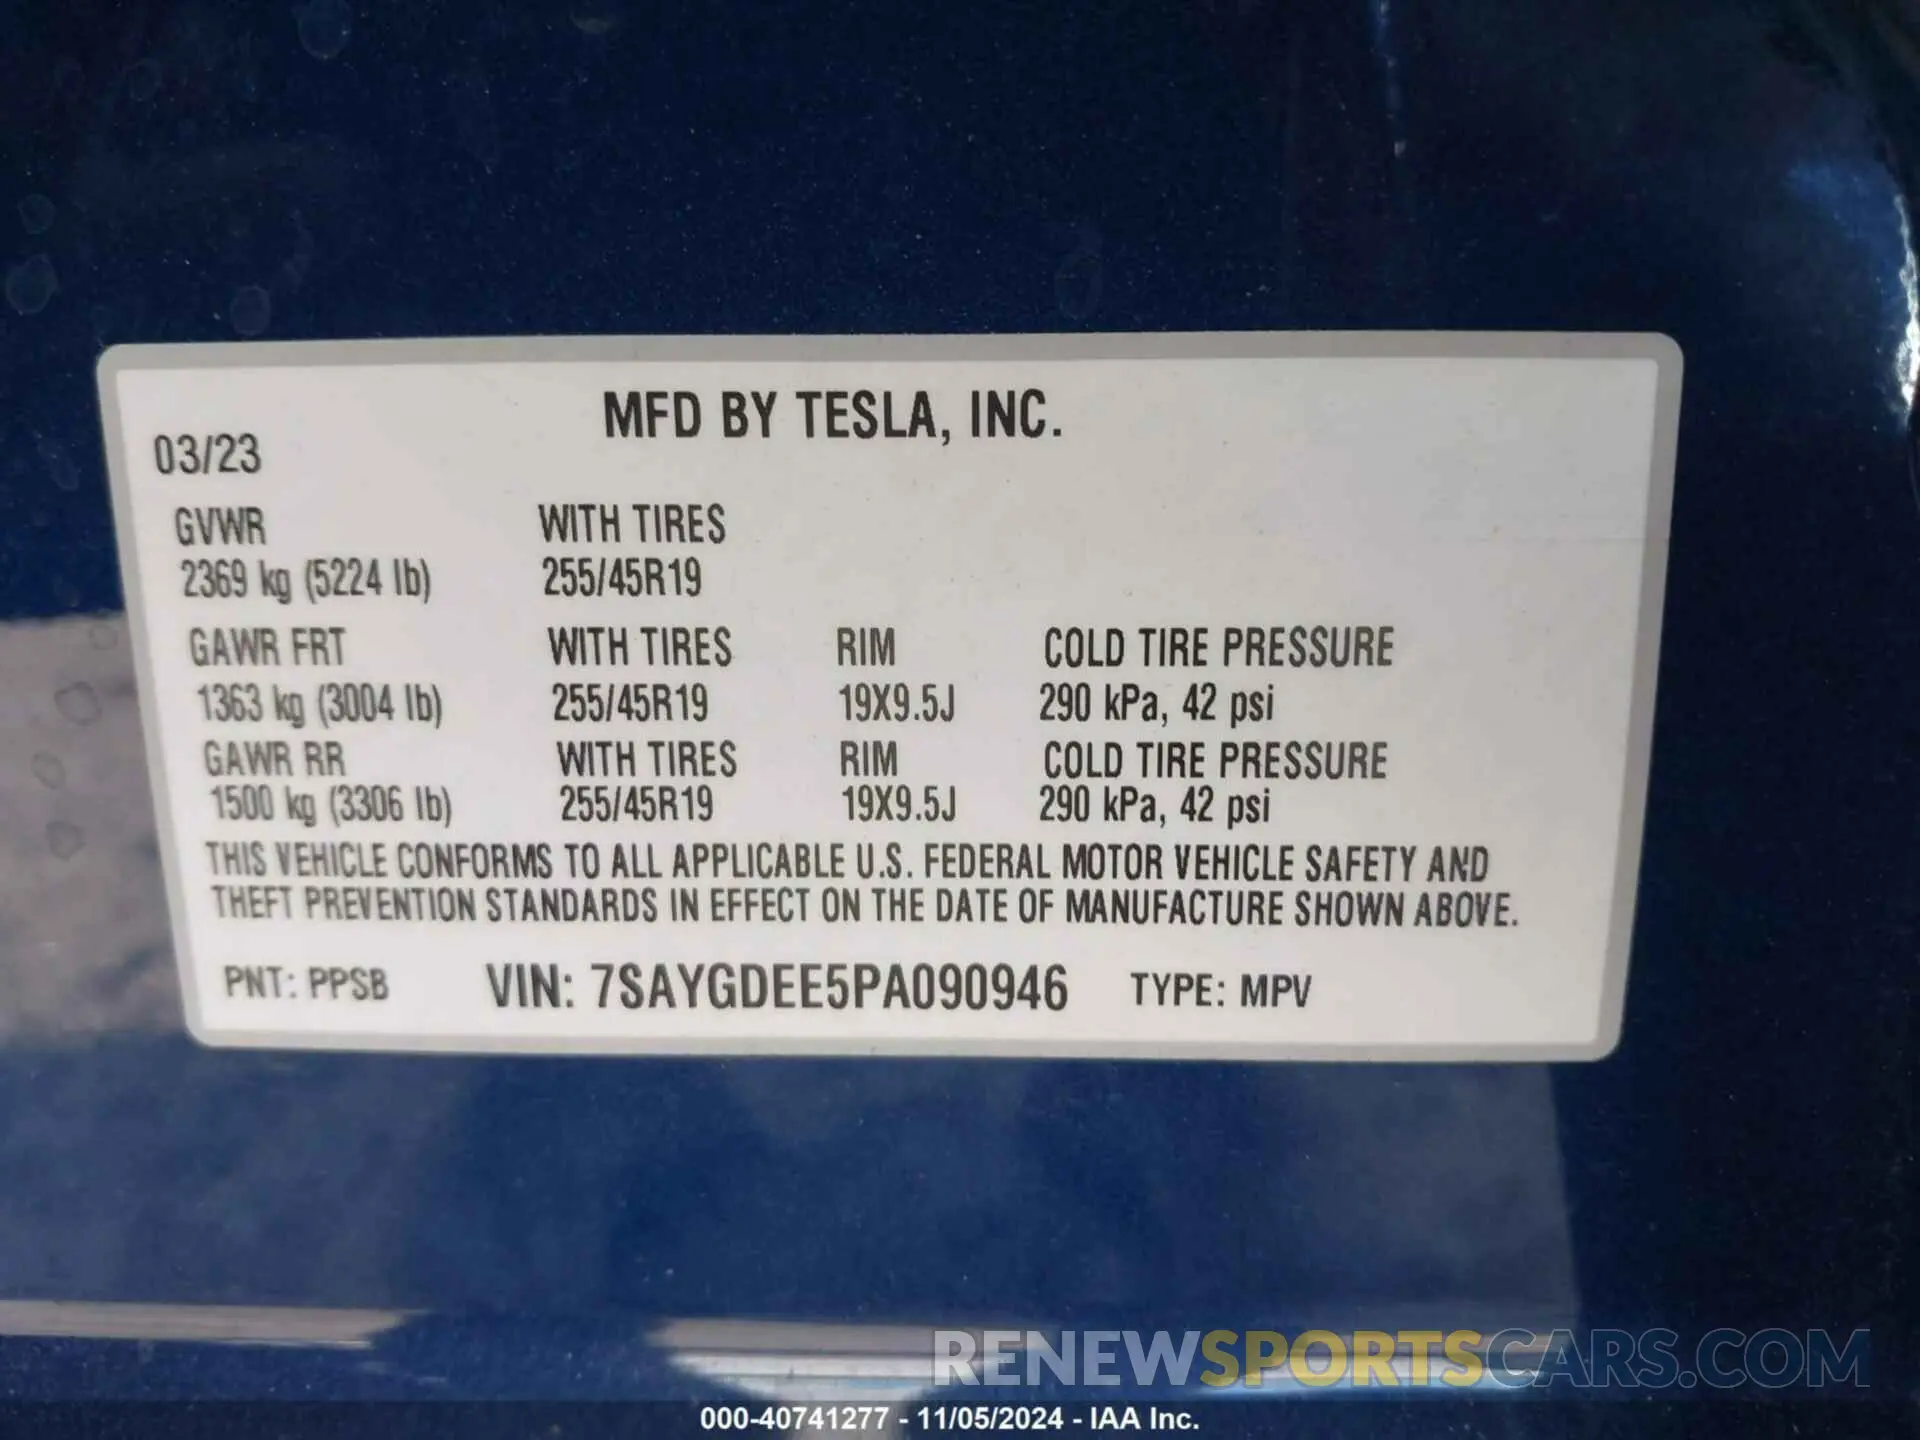 MFD BY TESLA, INC.
03/23
GVWR WITH TIRES
2369 kg (5224 lb) 255/45R19
GAWR FRT WITH TIRES RIM COLD TIRE PRESSURE
1363 kg (3004 lb) 255/45R19 19X9.5J 290 kPa, 42 psi
GAWR RR WITH TIRES RIM COLD TIRE PRESSURE
1500 kg (3306 lb) 255/45R19 19X9.5J 290 kPa, 42 psi
THIS VEHICLE CONFORMS TO ALL APPLICABLE U.S. FEDERAL MOTOR VEHICLE SAFETY AND
THEFT PREVENTION STANDARDS IN EFFECT ON THE DATE OF MANUFACTURE SHOWN ABOVE.
PNT: PPSB VIN: 7SAYGDEE5PA090946 TYPE: MPV
RENEWSPORTSCARS.COM
000-40741277 - 11/05/2024 - IAA Inc.